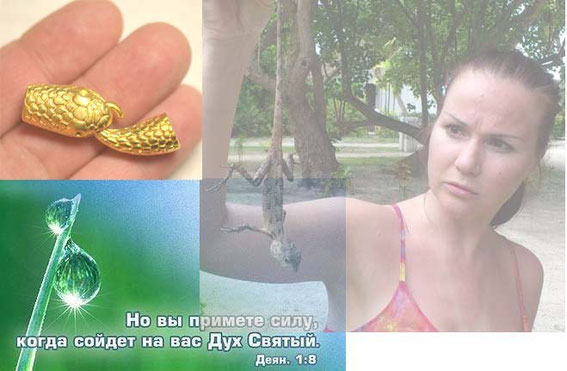 Но вы примете силу,
когда сойдет на вас Дух Святый.
Деян. 1:8